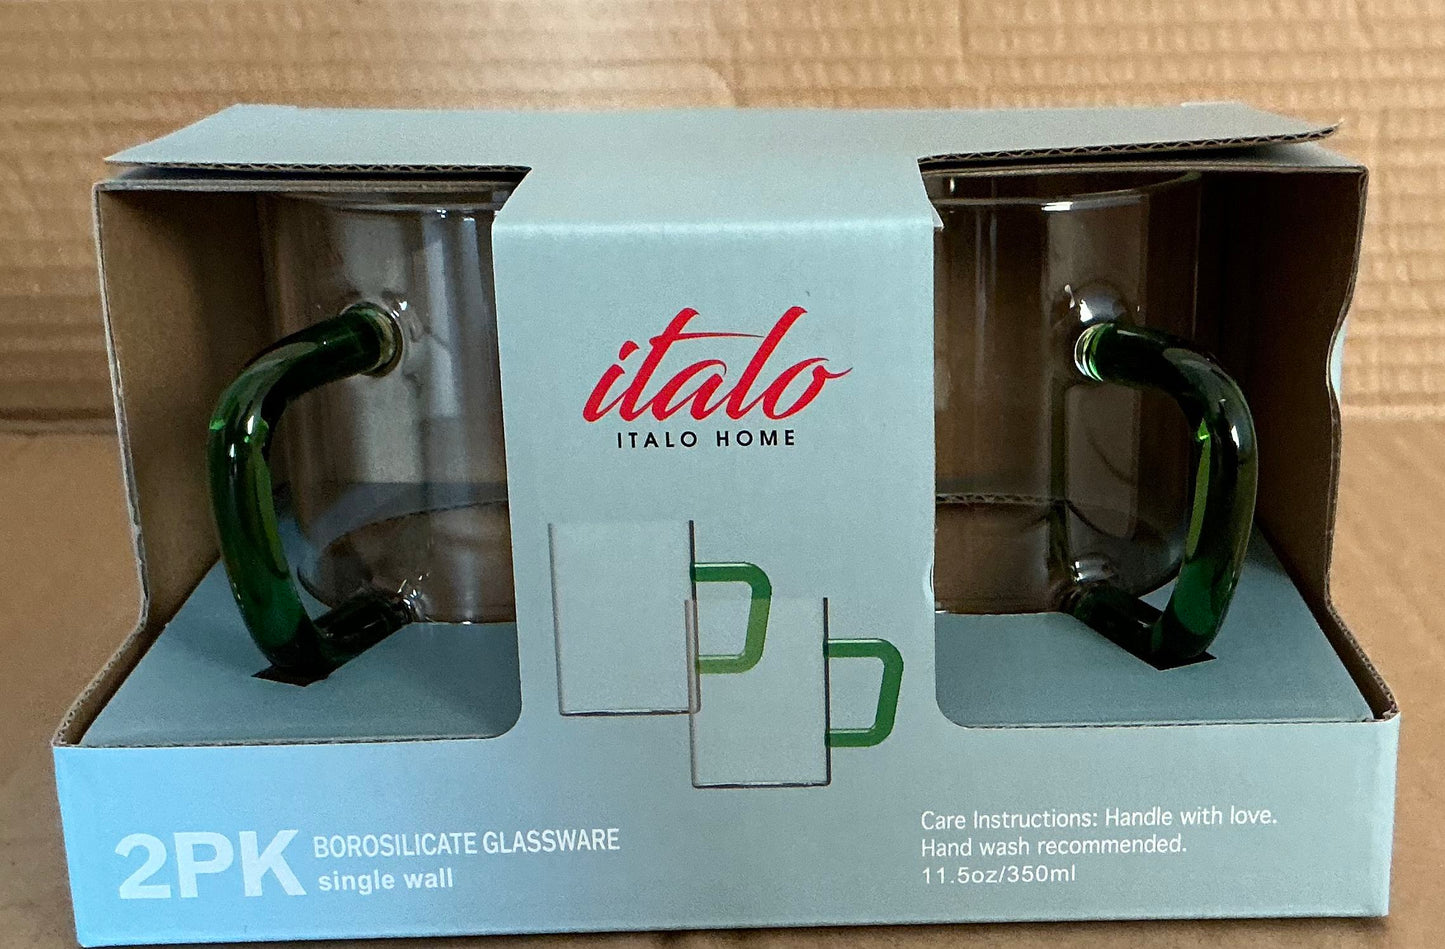 italo
ITALO HOME
2PK BOROSILICATE GLASSWARE
single wall
Care Instructions: Handle with love.
Hand wash recommended.
11.5oz/350ml